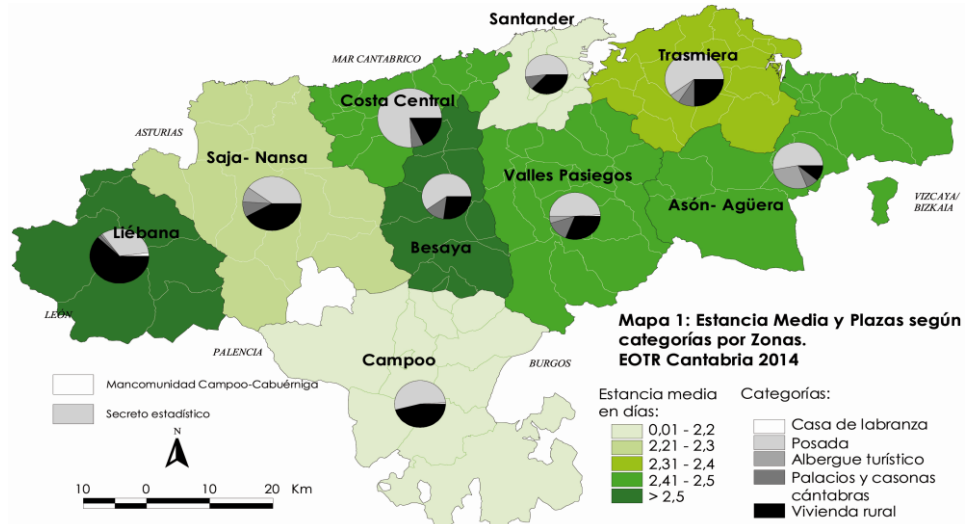 Santander
MAR CANTABRICO
Trasmiera
Costa Central
ASTURIAS
Saja- Nansa
Valles Pasiegos
Asón- Agüera
VIZCAYA/
BIZKAIA
Liébana
Besaya
LEÓN
PALENCIA
Campoo
BURGOS
Mapa 1: Estancia Media y Plazas según
categorías por Zonas.
EOTR Cantabria 2014
Mancomunidad Campoo-Cabuérniga
Secreto estadístico
N
10 0 10 20 Km
Estancia media
en días:
0,01 - 2,2
2,21 - 2,3
2,31 - 2,4
2,41 - 2,5
> 2,5
Categorías:
Casa de labranza
Posada
Albergue turístico
Palacios y casonas
cántabras
Vivienda rural